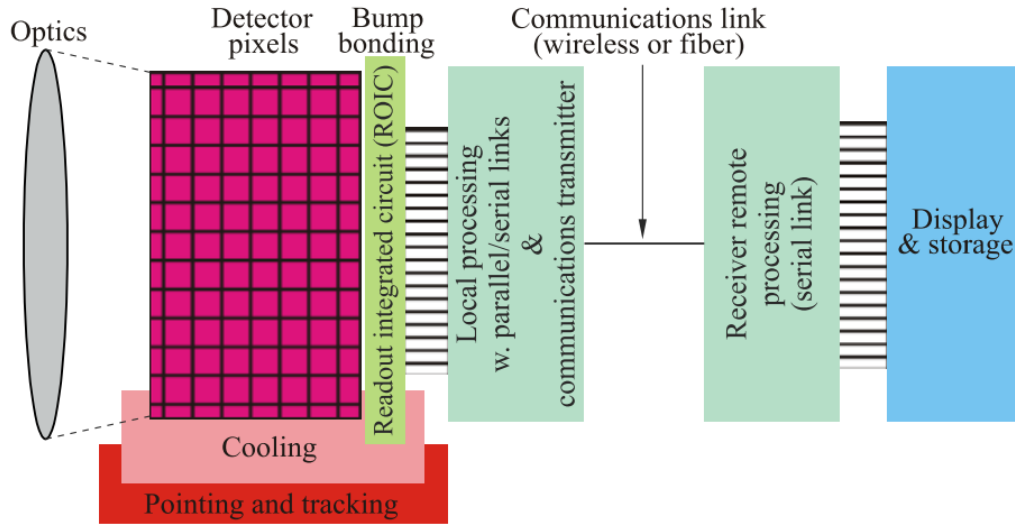 Optics
Detector
pixels
Bump
bonding
Communications link
(wireless or fiber)
Readout integrated circuit (ROIC)
Local processing
w. parallel/serial links
&
communications transmitter
Receiver remote
processing
(serial link)
Display
& storage
Cooling
Pointing and tracking